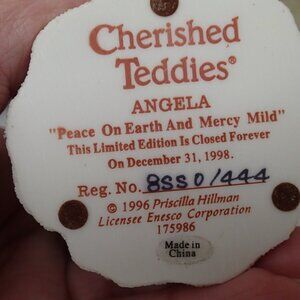 Cherished
Teddies®
ANGELA
"Peace On Earth And Mercy Mild"
This Limited Edition Is Closed Forever
On December 31, 1998.
Reg. No. 8SS0/444
© 1996 Priscilla Hillman
Licensee Enesco Corporation
175986
Made in
China